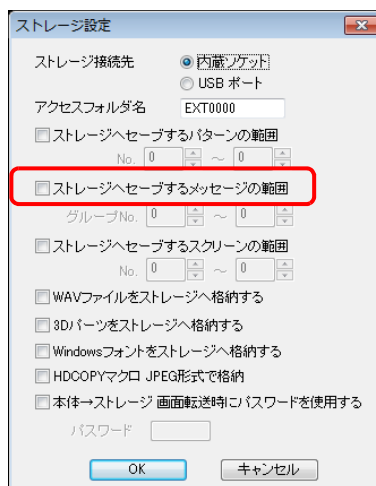 ストレージ設定
ストレージ接続先 内蔵ソケット
USB ポート
アクセスフォルダ名 EXT0000
ストレージへセーブするパターンの範囲
No. 0 ～ 0
ストレージへセーブするメッセージの範囲
グループNo. 0 ～ 0
ストレージへセーブするスクリーンの範囲
No. 0 ～ 0
WAVファイルをストレージへ格納する
3Dパーツをストレージへ格納する
Windowsフォントをストレージへ格納する
HDCOPYマクロ JPEG形式で格納
本体→ストレージ 画面転送時にパスワードを使用する
パスワード
OK キャンセル